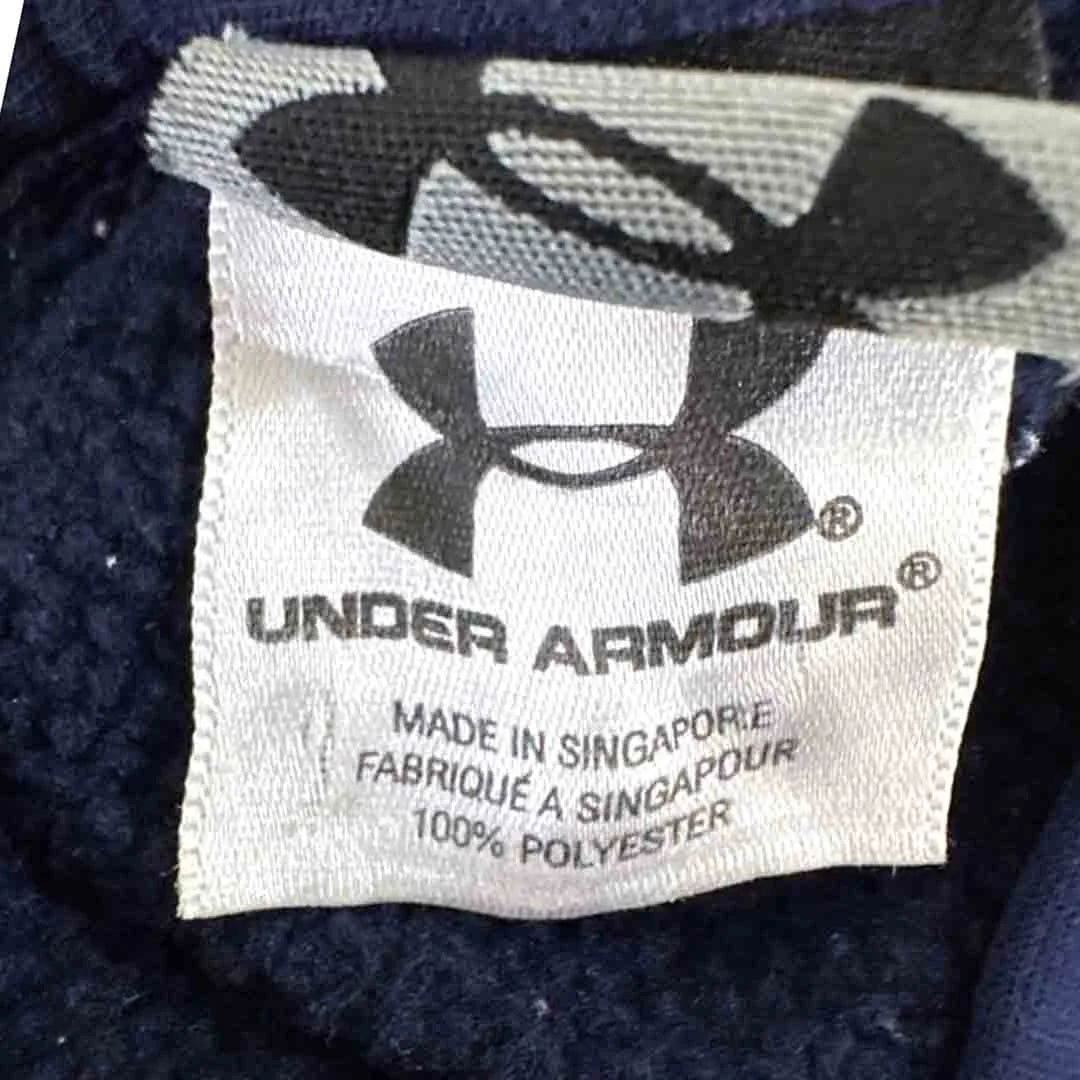 ®
UNDER ARMOUR®
MADE IN SINGAPORE
FABRIQUÉ A SINGAPOUR
100% POLYESTER